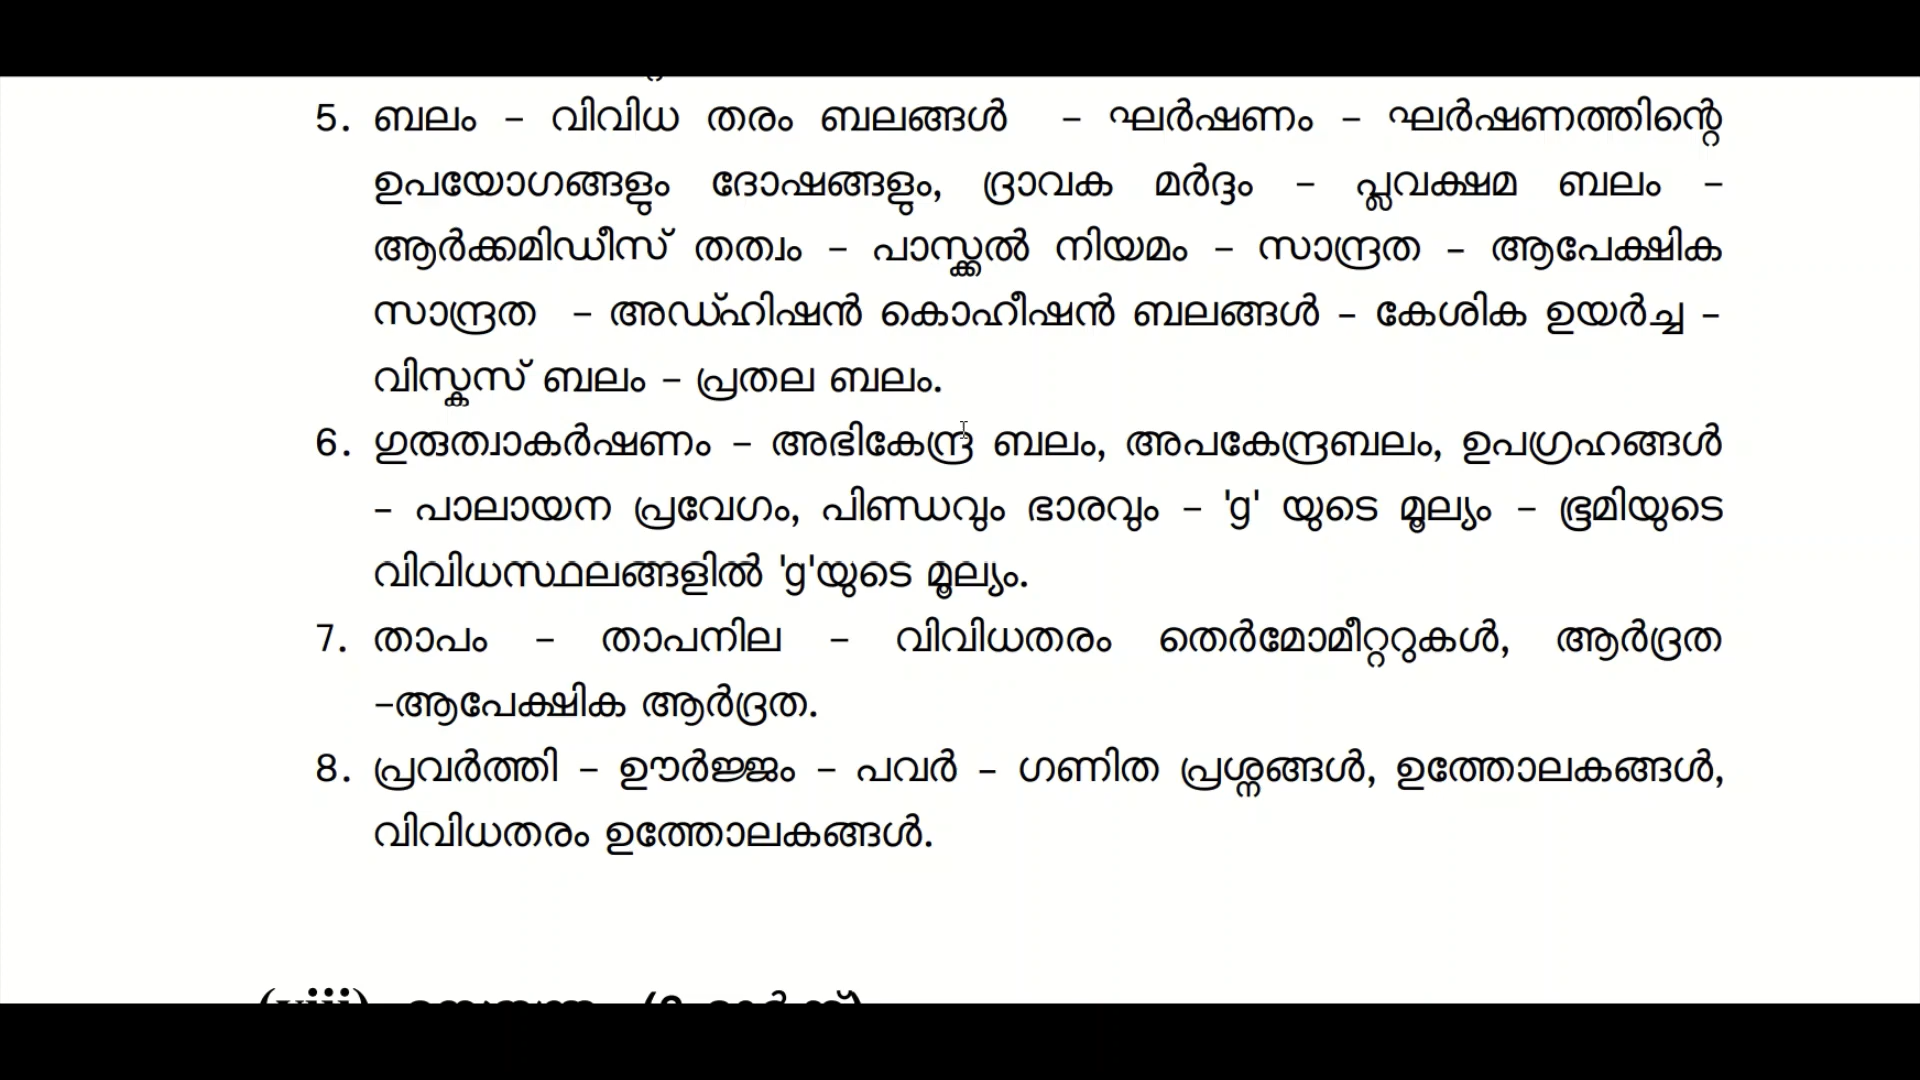 5. ബലം – വിവിധ തരം ബലങ്ങൾ – ഘർഷണം – ഘർഷണത്തിന്റെ
ഉപയോഗങ്ങളും ദോഷങ്ങളും, ദ്രാവക മർദ്ദം – പ്ലവക്ഷമ ബലം –
ആർക്കമിഡീസ് തത്വം – പാസ്ക്കൽ നിയമം – സാന്ദ്രത – ആപേക്ഷിക
സാന്ദ്രത – അഡ്ഹിഷൻ കൊഹീഷൻ ബലങ്ങൾ – കേശിക ഉയർച്ച –
വിസ്കസ് ബലം – പ്രതല ബലം.
6. ഗുരുത്വാകർഷണം – അഭികേന്ദ്ര ബലം, അപകേന്ദ്രബലം, ഉപഗ്രഹങ്ങൾ
– പാലായന പ്രവേഗം, പിണ്ഡവും ഭാരവും – 'g' യുടെ മൂല്യം – ഭൂമിയുടെ
വിവിധസ്ഥലങ്ങളിൽ 'g'യുടെ മൂല്യം.
7. താപം – താപനില – വിവിധതരം തെർമോമീറ്ററുകൾ, ആർദ്രത
–ആപേക്ഷിക ആർദ്രത.
8. പ്രവർത്തി – ഊർജ്ജം – പവർ – ഗണിത പ്രശ്നങ്ങൾ, ഉത്തോലകങ്ങൾ,
വിവിധതരം ഉത്തോലകങ്ങൾ.
(viii)